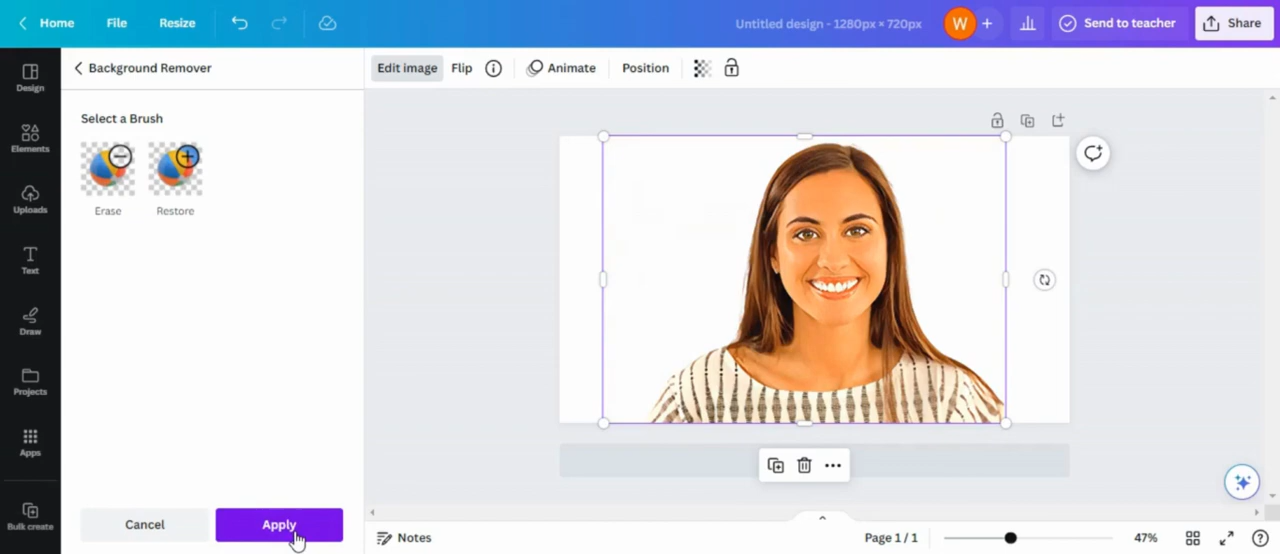 Home File Resize Untitled design - 1280px × 720px W + Send to teacher Share
Design
Elements
Uploads
Text
Draw
Projects
Apps
Bulk create
Background Remover
Select a Brush
Erase Restore
Cancel Apply
Edit image Flip Animate Position
Notes Page 1 / 1 47%